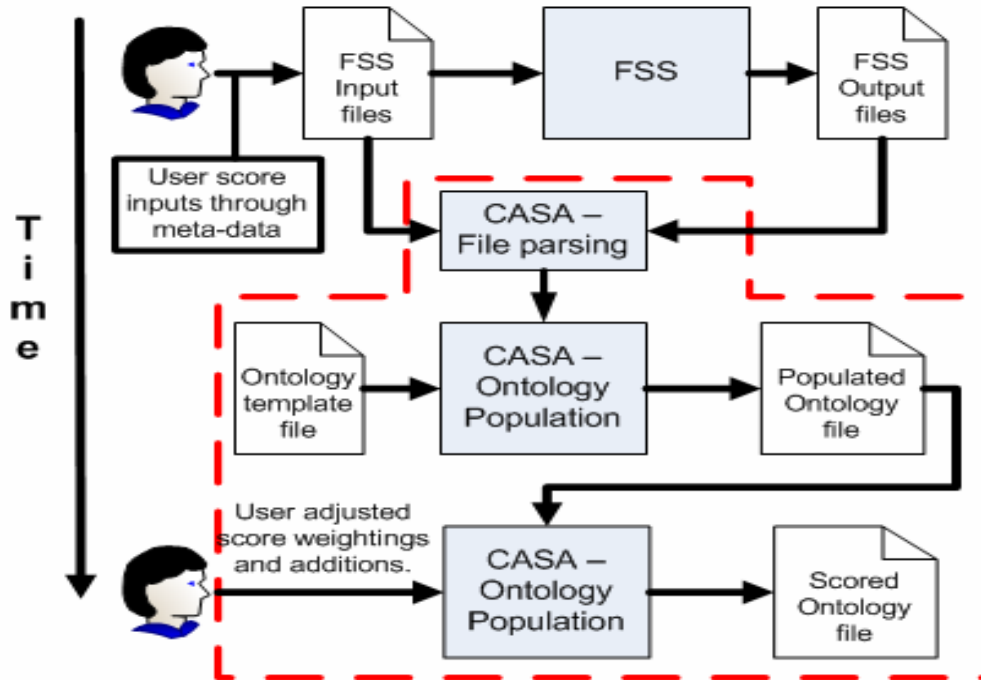 FSS
Input
files
FSS
FSS
Output
files
User score
inputs through
meta-data
CASA –
File parsing
Time
Ontology
template
file
CASA –
Ontology
Population
Populated
Ontology
file
User adjusted
score weightings
and additions.
CASA –
Ontology
Population
Scored
Ontology
file